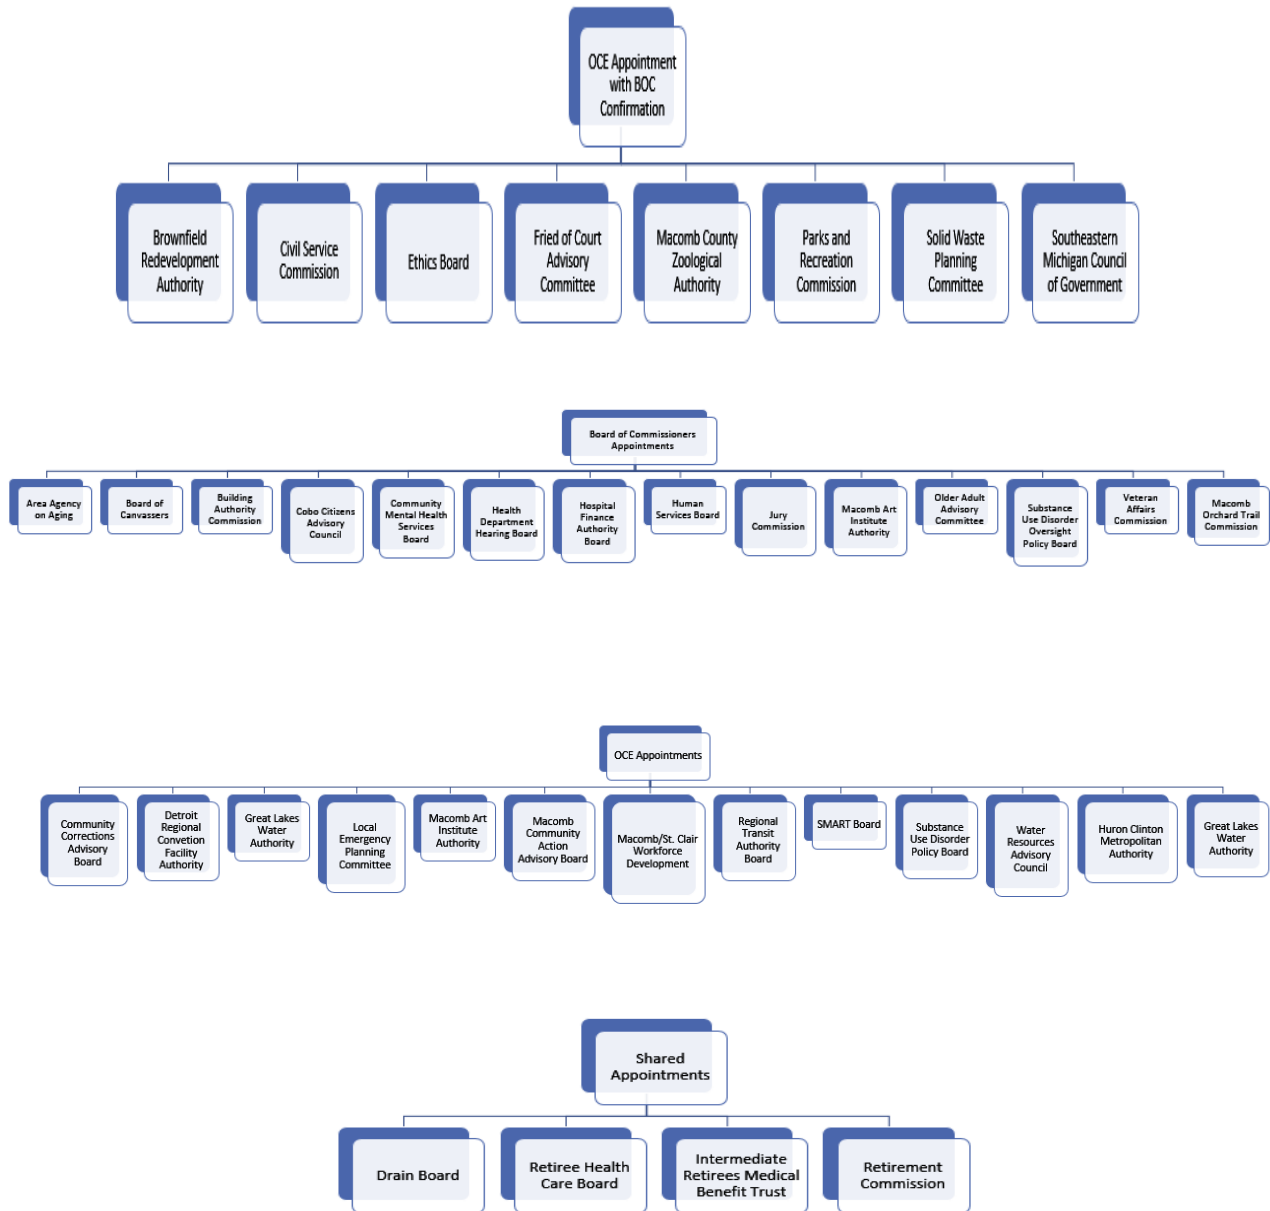 OCE Appointment
with BOC
Confirmation
Brownfield
Redevelopment
Authority
Civil Service
Commission
Ethics Board
Fried of Court
Advisory
Committee
Macomb County
Zoological
Authority
Parks and
Recreation
Commission
Solid Waste
Planning
Committee
Southeastern
Michigan Council
of Government
Board of Commissioners
Appointments
Area Agency
on Aging
Board of
Canvassers
Building
Authority
Commission
Cobo Citizens
Advisory
Council
Community
Mental Health
Services
Board
Health
Department
Hearing Board
Hospital
Finance
Authority
Board
Human
Services Board
Jury
Commission
Macomb Art
Institute
Authority
Older Adult
Advisory
Committee
Substance
Use Disorder
Oversight
Policy Board
Veteran
Affairs
Commission
Macomb
Orchard Trail
Commission
OCE Appointments
Community
Corrections
Advisory
Board
Detroit
Regional
Convetion
Facility
Authority
Great Lakes
Water
Authority
Local
Emergency
Planning
Committee
Macomb Art
Institute
Authority
Macomb
Community
Action
Advisory Board
Macomb/St. Clair
Workforce
Development
Regional
Transit
Authority
Board
SMART Board
Substance
Use Disorder
Policy Board
Water
Resources
Advisory
Council
Huron Clinton
Metropolitan
Authority
Great Lakes
Water
Authority
Shared
Appointments
Drain Board
Retiree Health
Care Board
Intermediate
Retirees Medical
Benefit Trust
Retirement
Commission